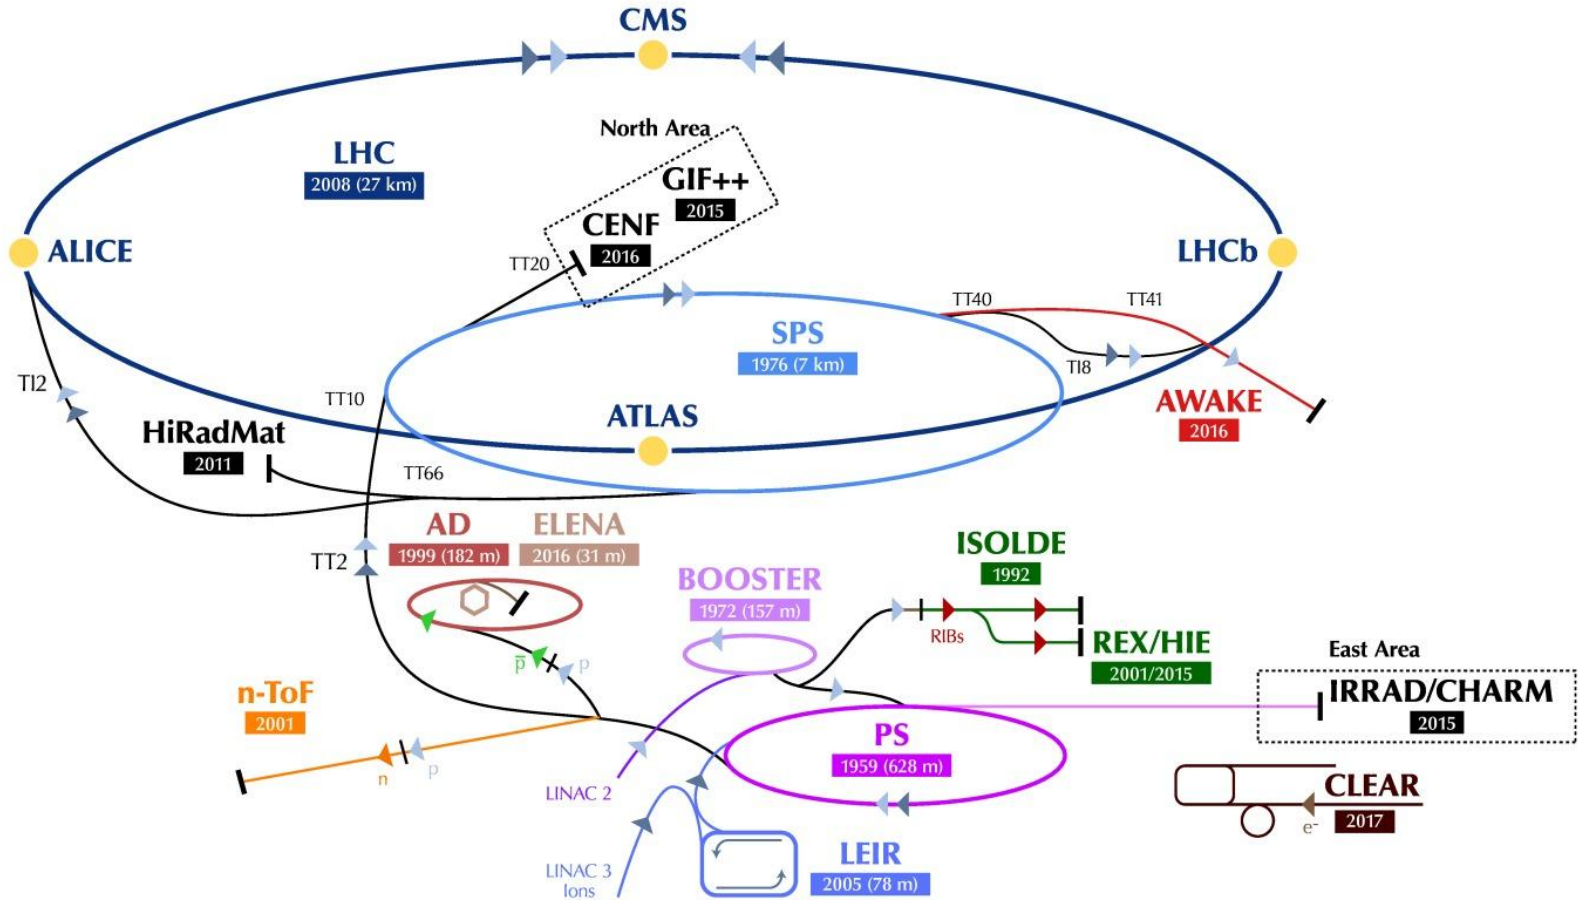 CMS
North Area
LHC
2008 (27 km)
GIF++
2015
CENF
2016
TT20
ALICE
LHCb
TT40
TT41
SPS
1976 (7 km)
TI8
TI2
TT10
AWAKE
2016
ATLAS
HiRadMat
2011
TT66
AD
1999 (182 m)
ELENA
2016 (31 m)
TT2
ISOLDE
1992
BOOSTER
1972 (157 m)
RIBs
REX/HIE
2001/2015
East Area
p̅
p
n-ToF
2001
IRRAD/CHARM
2015
PS
1959 (628 m)
n
p
LINAC 2
CLEAR
2017
e-
LEIR
2005 (78 m)
LINAC 3
Ions